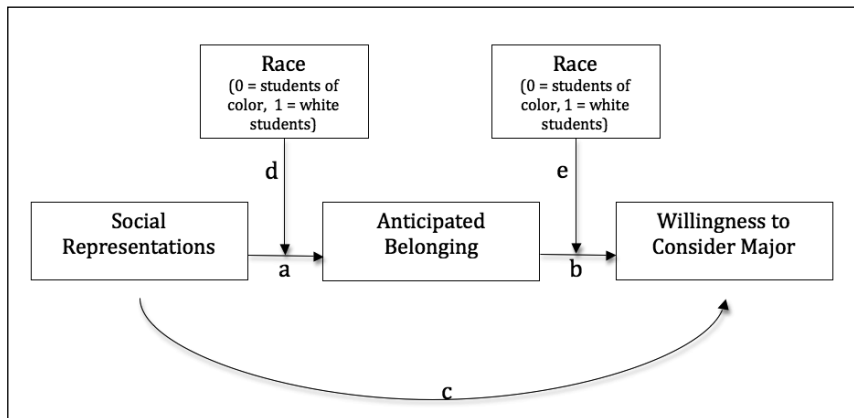 Race
(0 = students of
color, 1 = white
students)
Race
(0 = students of
color, 1 = white
students)
d
e
Social
Representations
Anticipated
Belonging
Willingness to
Consider Major
a
b
c